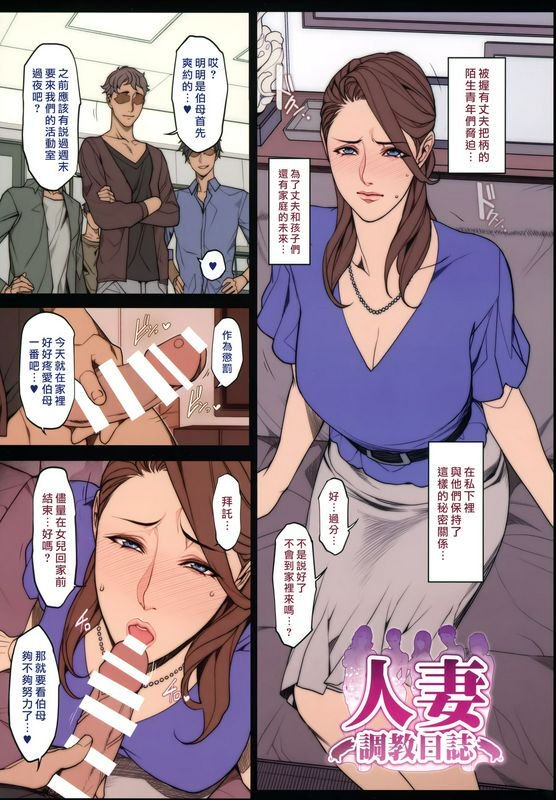 被握有丈夫把柄的
陌生青年們脅迫…
為了丈夫和孩子們
還有家庭的未來…
在私下裡
與他們保持了
這樣的秘密關係…
好…過分…
不是說好了
不會到家裡來嗎…?
人妻
調教日誌
哎?
明明是伯母首先
爽約的…♥
之前應該有說過週末
要來我們的活動室
過夜吧?
♥
作為懲罰
今天就在家裡
好好疼愛伯母
一番吧…♥
拜託…
儘量在女兒回家前
結束…好嗎?
那就要看伯母
夠不夠努力了…♥